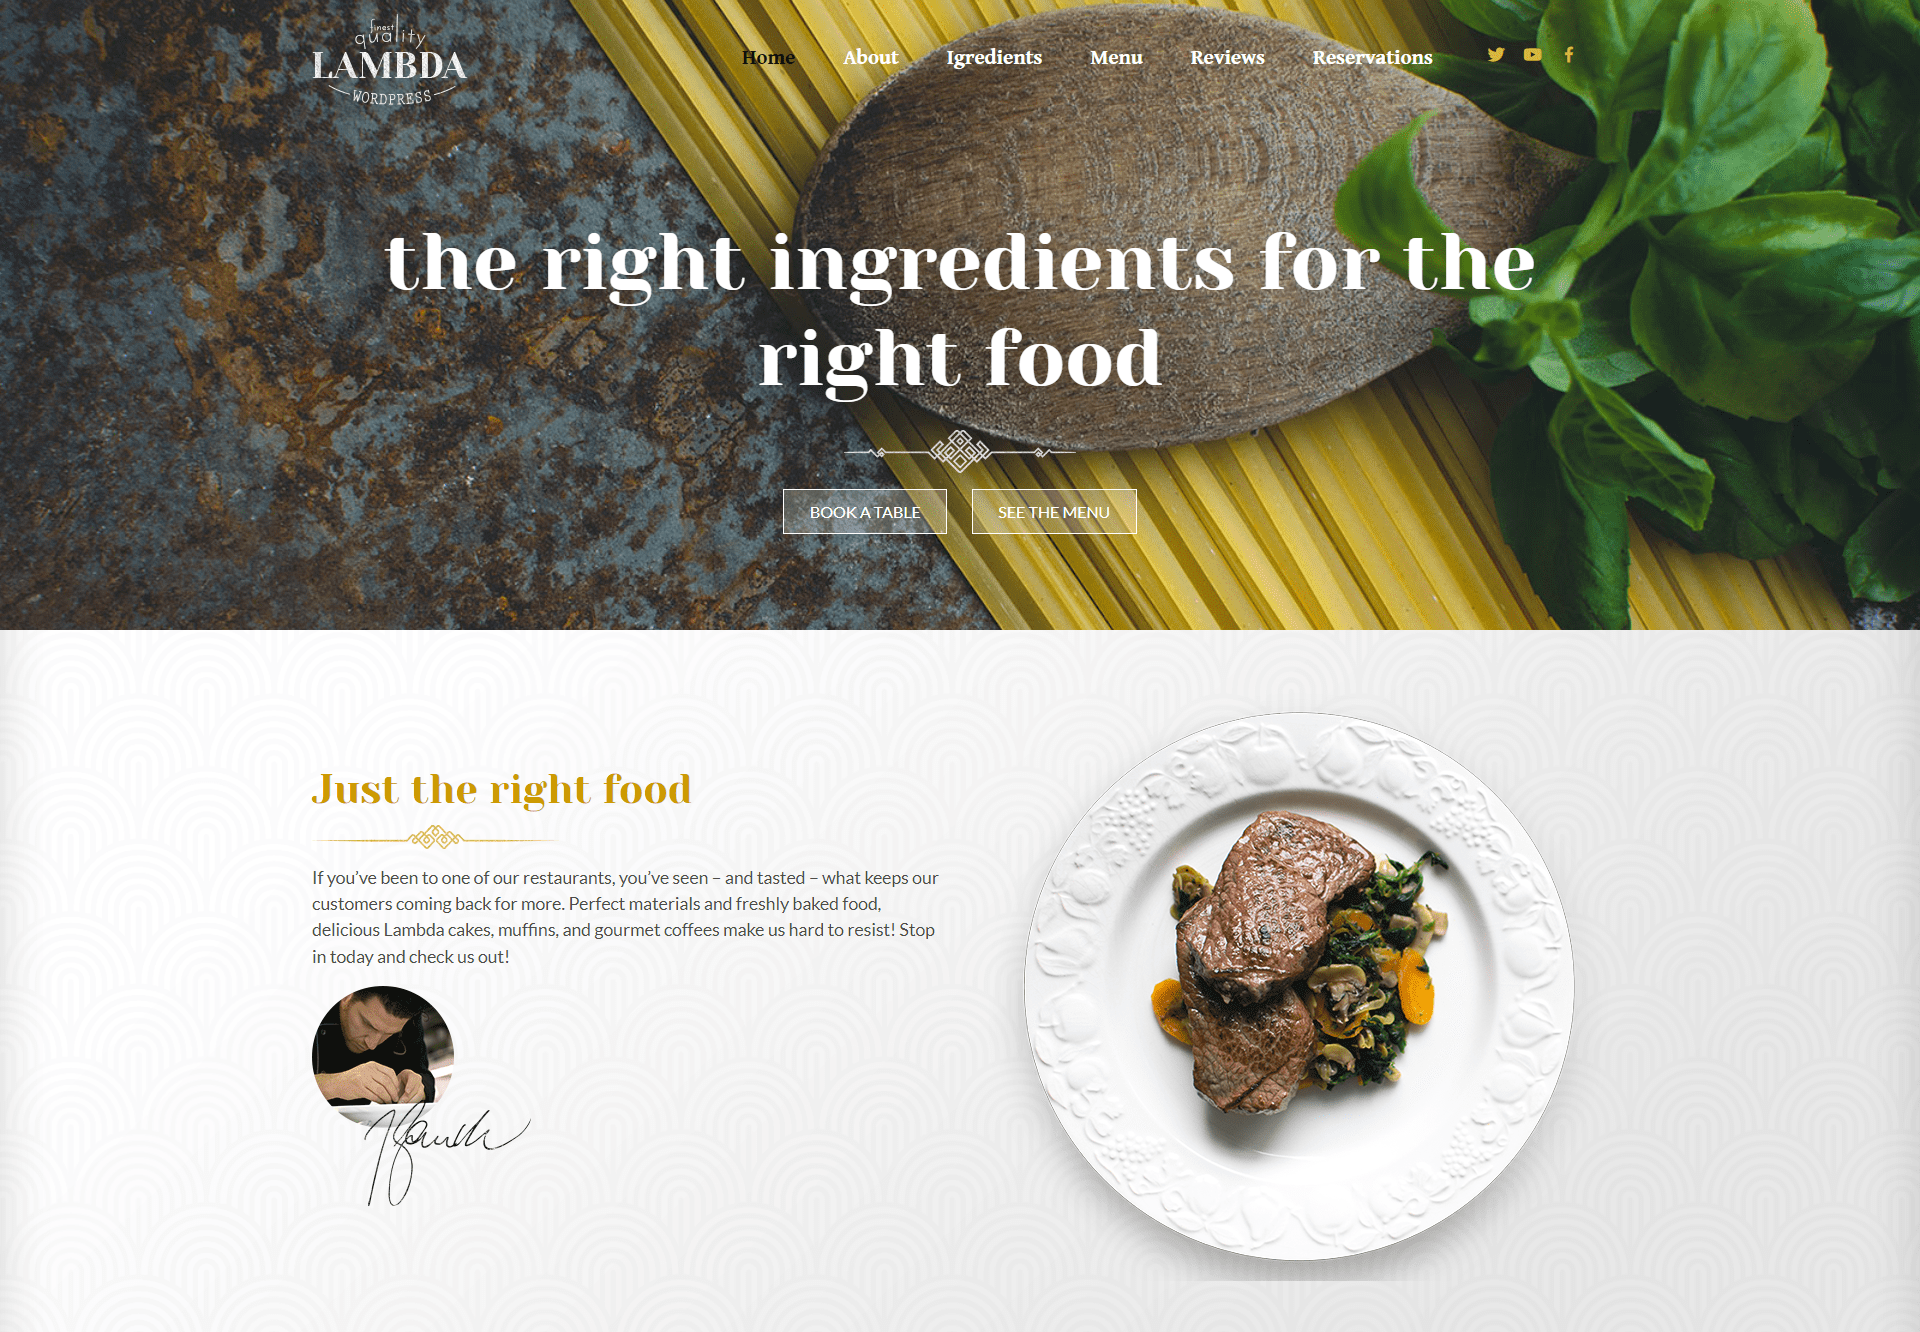 finest
quality
LAMBDA
WORDPRESS
Home About Igredients Menu Reviews Reservations
the right ingredients for the
right food
BOOK A TABLE SEE THE MENU
Just the right food
If you’ve been to one of our restaurants, you’ve seen – and tasted – what keeps our
customers coming back for more. Perfect materials and freshly baked food,
delicious Lambda cakes, muffins, and gourmet coffees make us hard to resist! Stop
in today and check us out!